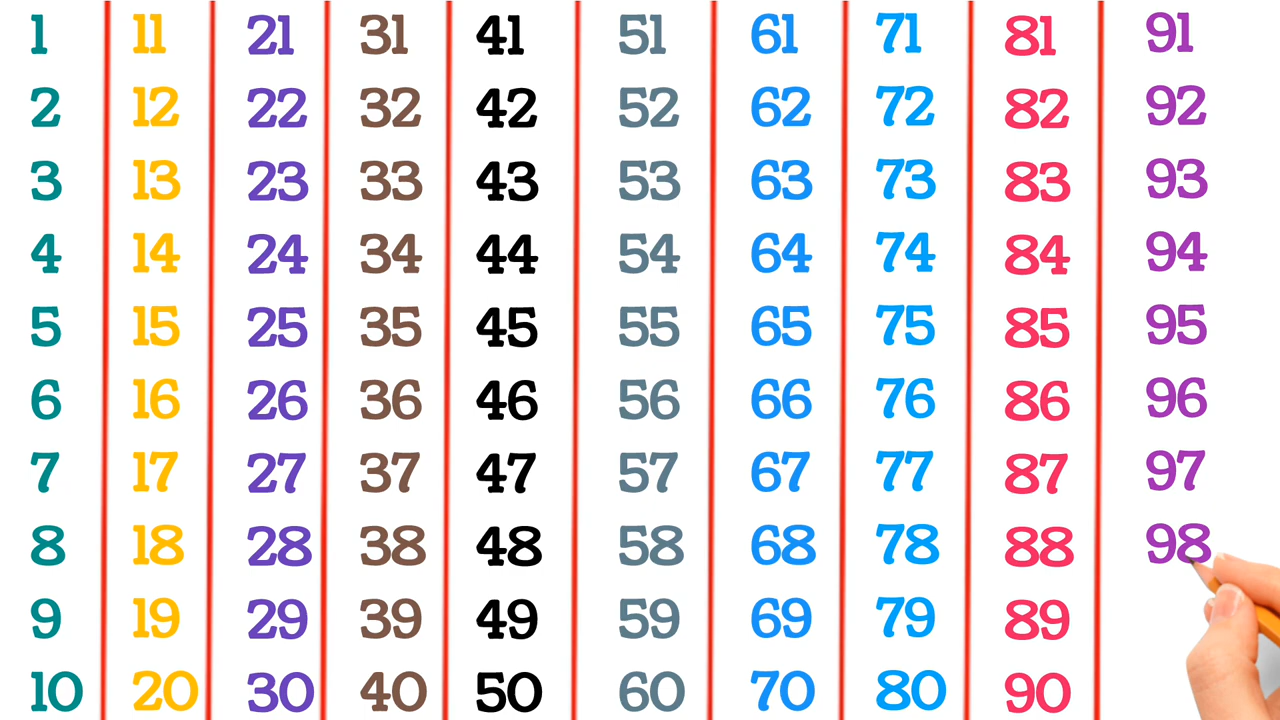 1 11 21 31 41 51 61 71 81 91
2 12 22 32 42 52 62 72 82 92
3 13 23 33 43 53 63 73 83 93
4 14 24 34 44 54 64 74 84 94
5 15 25 35 45 55 65 75 85 95
6 16 26 36 46 56 66 76 86 96
7 17 27 37 47 57 67 77 87 97
8 18 28 38 48 58 68 78 88 98
9 19 29 39 49 59 69 79 89
10 20 30 40 50 60 70 80 90